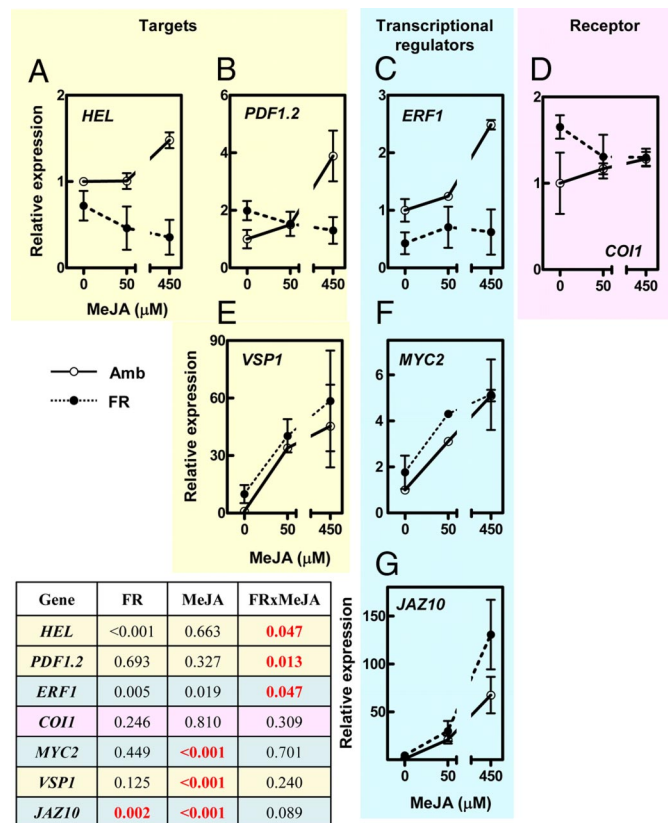 Targets
Transcriptional
regulators
Receptor
A
B
C
D
Relative expression
2
1
0
HEL
0
50
450
MeJA (μM)
6
4
2
0
PDF1.2
0
50
450
3
2
1
0
ERF1
0
50
450
2
1
0
COI1
0
50
450
E
F
Amb
FR
Relative expression
90
60
30
0
VSP1
0
50
450
6
4
2
0
MYC2
0
50
450
MeJA (μM)
G
Relative expression
150
100
50
JAZ10
0
50
450
MeJA (μM)
Gene FR MeJA FRxMeJA
HEL <0.001 0.663 0.047
PDF1.2 0.693 0.327 0.013
ERF1 0.005 0.019 0.047
COI1 0.246 0.810 0.309
MYC2 0.449 <0.001 0.701
VSP1 0.125 <0.001 0.240
JAZ10 0.002 <0.001 0.089